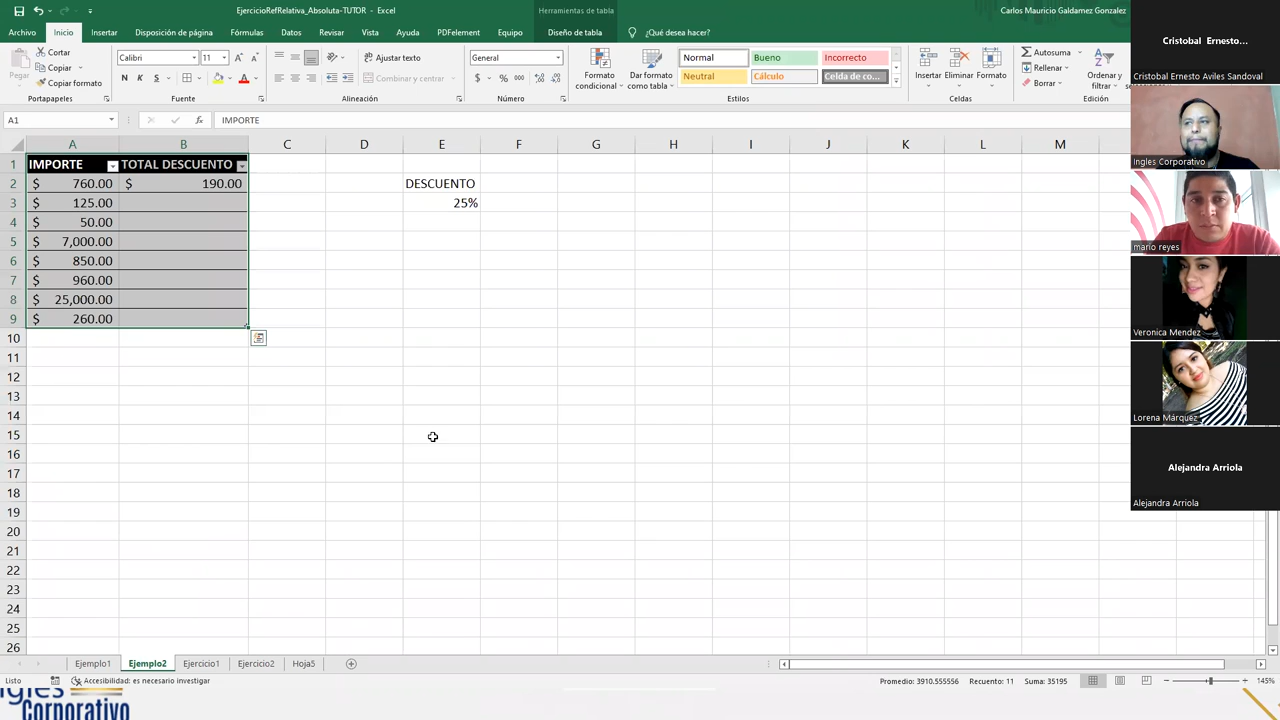 EjercicioRefRelativa_Absoluta-TUTOR - Excel
Herramientas de tabla
Carlos Mauricio Galdamez Gonzalez
Archivo Inicio Insertar Disposición de página Fórmulas Datos Revisar Vista Ayuda PDFelement Equipo Diseño de tabla ¿Qué desea hacer?
Pegar
Cortar
Copiar
Copiar formato
Portapapeles
Calibri 11
N K S
Fuente
Ajustar texto
Combinar y centrar
Alineación
General
$ % 000
Número
Formato condicional
Dar formato como tabla
Normal Bueno Incorrecto
Neutral Cálculo Celda de co...
Estilos
Insertar Eliminar Formato
Celdas
Autosuma
Rellenar
Borrar
Ordenar y filtrar
Edición
A1 fx IMPORTE
A B C D E F G H I J K L M
1 IMPORTE TOTAL DESCUENTO
2 $ 760.00 $ 190.00 DESCUENTO
3 $ 125.00 25%
4 $ 50.00
5 $ 7,000.00
6 $ 850.00
7 $ 960.00
8 $ 25,000.00
9 $ 260.00
10
11
12
13
14
15
16
17
18
19
20
21
22
23
24
25
26
Ejemplo1 Ejemplo2 Ejercicio1 Ejercicio2 Hoja5
Listo Accesibilidad: es necesario investigar Promedio: 3910.555556 Recuento: 11 Suma: 35195 145%
Ingles
Corporativo
Cristobal Ernesto...
Cristobal Ernesto Aviles Sandoval
Ingles Corporativo
mario reyes
Veronica Mendez
Lorena Márquez
Alejandra Arriola
Alejandra Arriola